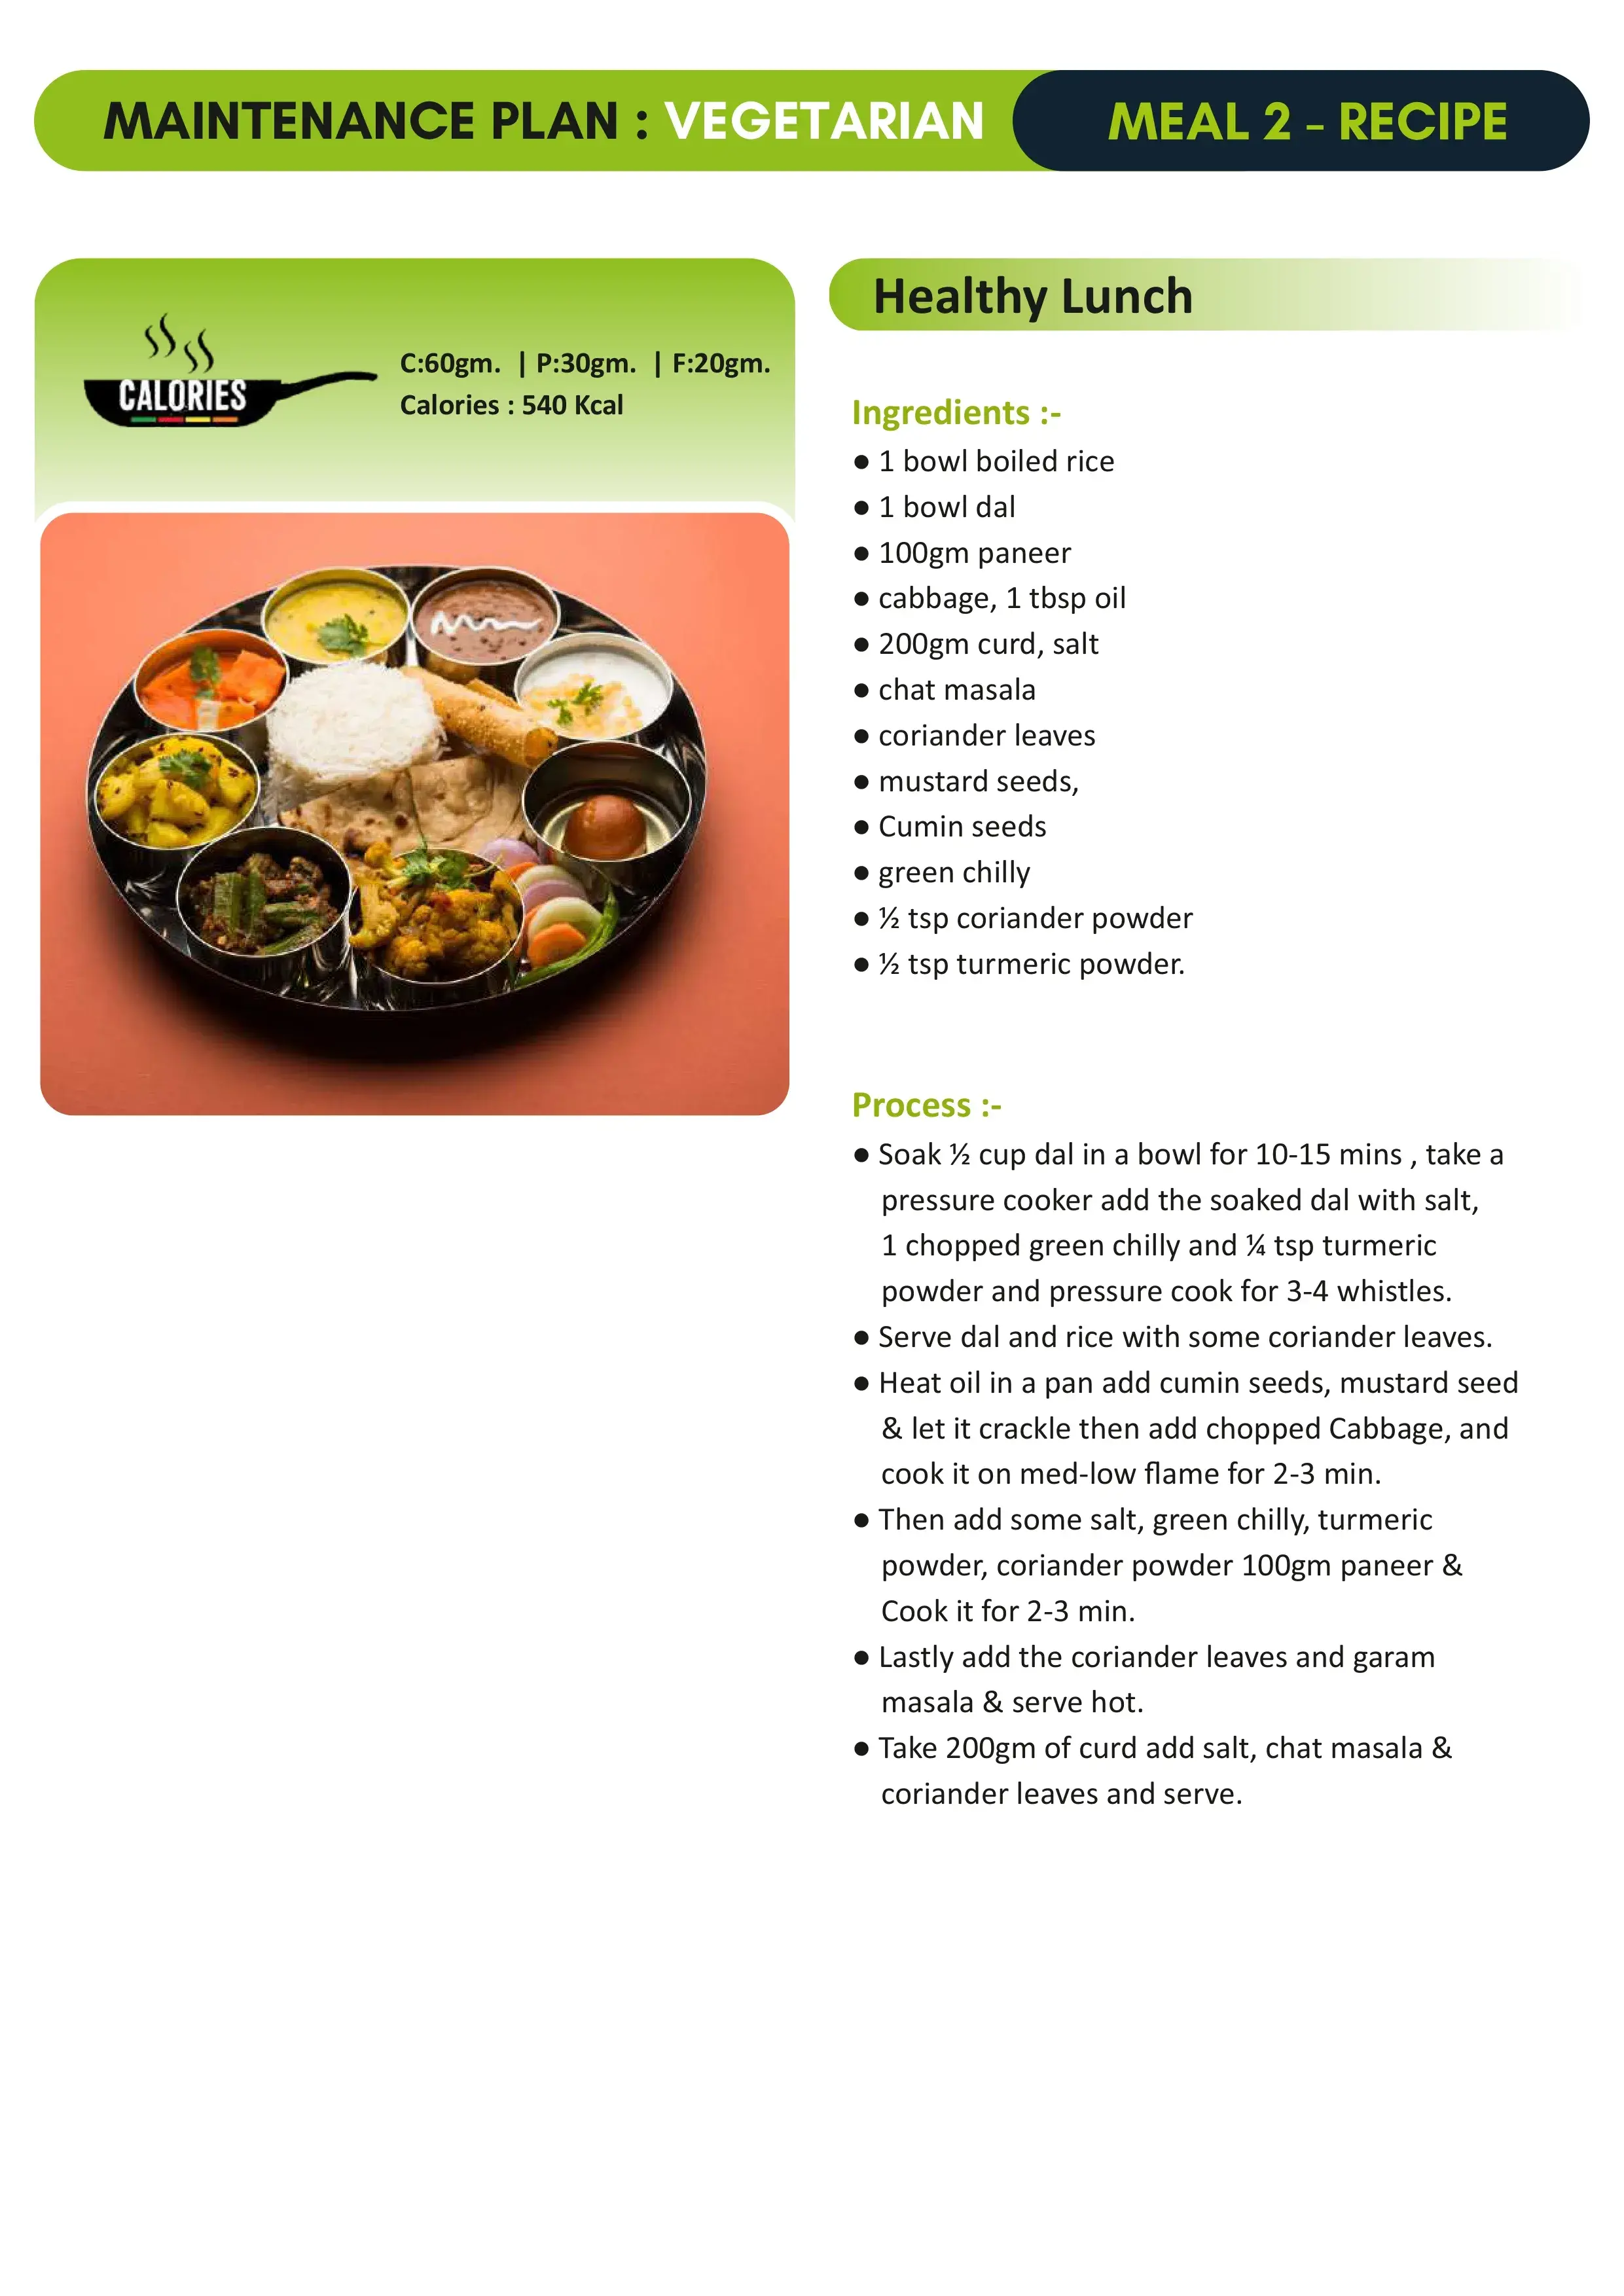 MAINTENANCE PLAN : VEGETARIAN
MEAL 2 - RECIPE
CALORIES
C:60gm. | P:30gm. | F:20gm.
Calories : 540 Kcal
Healthy Lunch
Ingredients :-
● 1 bowl boiled rice
● 1 bowl dal
● 100gm paneer
● cabbage, 1 tbsp oil
● 200gm curd, salt
● chat masala
● coriander leaves
● mustard seeds,
● Cumin seeds
● green chilly
● ½ tsp coriander powder
● ½ tsp turmeric powder.
Process :-
● Soak ½ cup dal in a bowl for 10-15 mins , take a
pressure cooker add the soaked dal with salt,
1 chopped green chilly and ¼ tsp turmeric
powder and pressure cook for 3-4 whistles.
● Serve dal and rice with some coriander leaves.
● Heat oil in a pan add cumin seeds, mustard seed
& let it crackle then add chopped Cabbage, and
cook it on med-low flame for 2-3 min.
● Then add some salt, green chilly, turmeric
powder, coriander powder 100gm paneer &
Cook it for 2-3 min.
● Lastly add the coriander leaves and garam
masala & serve hot.
● Take 200gm of curd add salt, chat masala &
coriander leaves and serve.